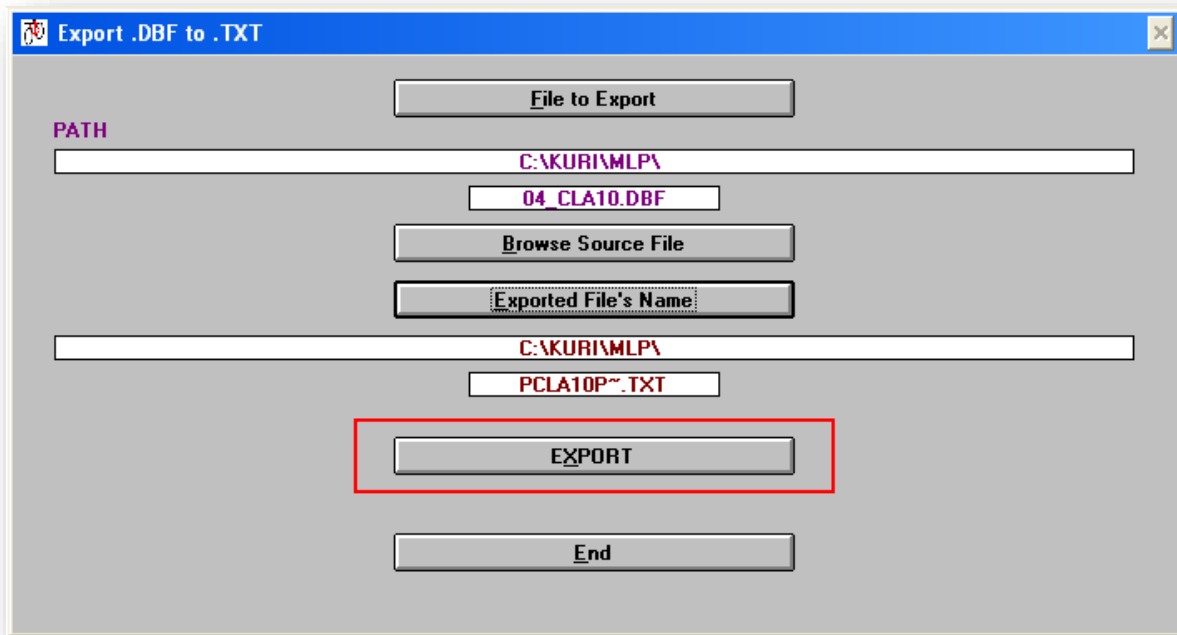 Export .DBF to .TXT
File to Export
PATH
C:\KURI\MLP\
04_CLA10.DBF
Browse Source File
Exported File's Name
C:\KURI\MLP\
PCLA10P~.TXT
EXPORT
End